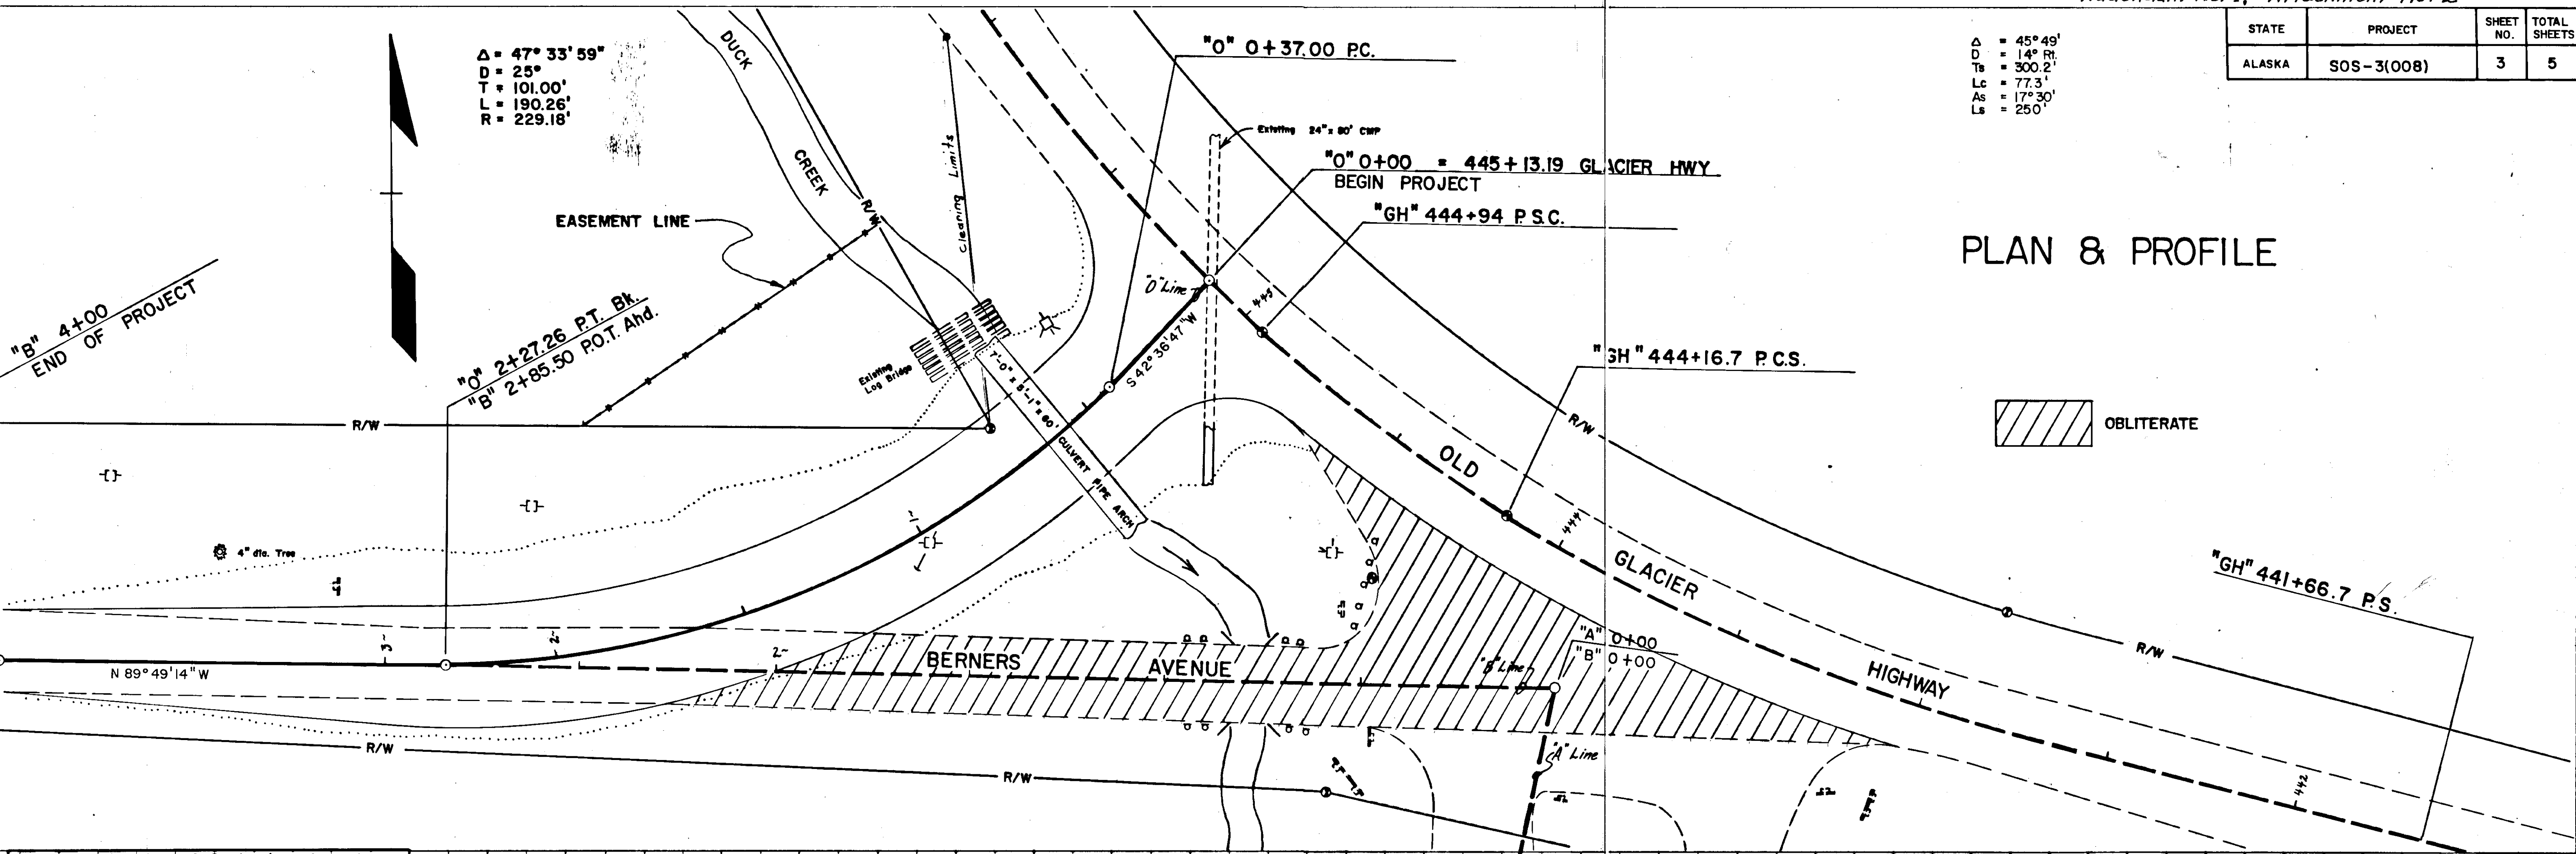 STATE PROJECT SHEET NO. TOTAL SHEETS
ALASKA SOS-3(008) 3 5
Δ = 47° 33' 59"
D = 25°
T = 101.00'
L = 190.26'
R = 229.18'
Δ = 45° 49'
D = 14° Rt.
Ts = 300.2'
Lc = 77.3'
As = 17° 30'
Ls = 250'
PLAN & PROFILE
OBLITERATE
DUCK
CREEK
R/W
Clearing Limits
EASEMENT LINE
"O" 0+37.00 P.C.
Existing 24" x 80' CMP
"O" 0+00 = 445+13.19 GLACIER HWY
BEGIN PROJECT
"GH" 444+94 P.S.C.
"O" Line
445
S 42° 36' 47" W
"B" 4+00
END OF PROJECT
"O" 2+27.26 P.T. Bk.
"B" 2+85.50 P.O.T. Ahd.
Existing
Log Bridge
7'-0" x 5'-1" x 60' CULVERT PIPE ARCH
"GH" 444+16.7 P.C.S.
R/W
R/W
OLD
GLACIER
HIGHWAY
444
4" dia. Tree
1
"GH" 441+66.7 P.S.
R/W
442
3
2
2
N 89° 49' 14" W
BERNERS AVENUE
"A" 0+00
"B" 0+00
"B" Line
"A" Line
R/W
R/W